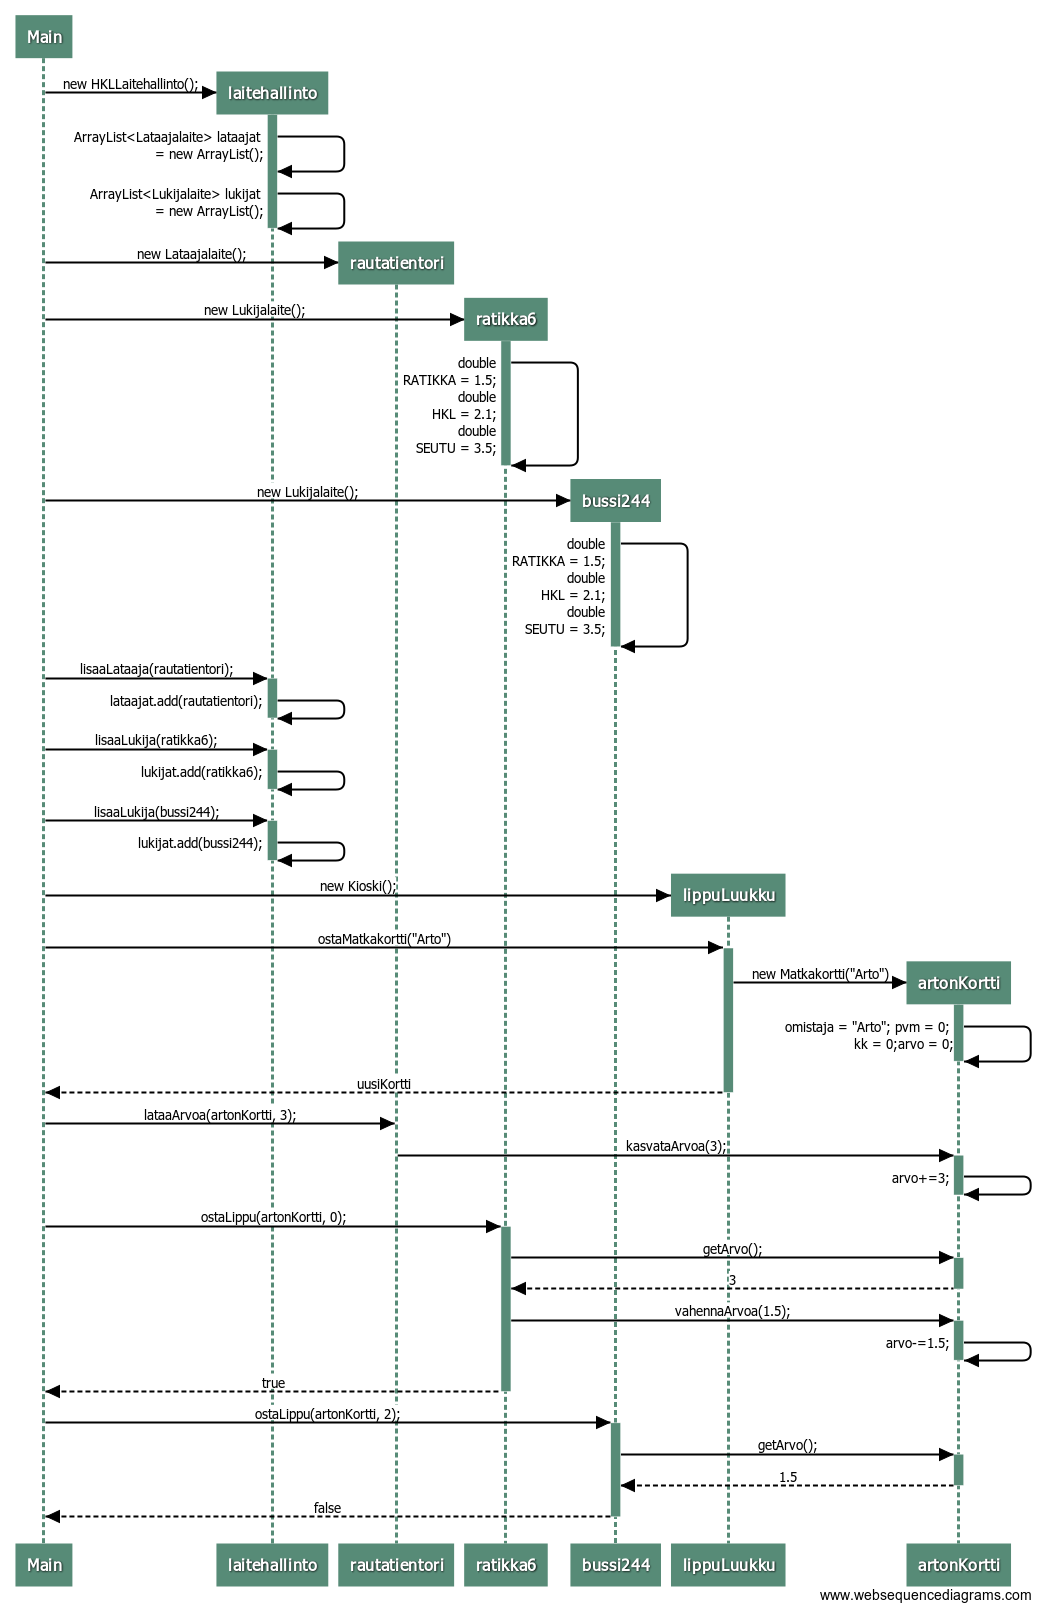 Main
new HKLLaitehallinto();
laitehallinto
ArrayList<Lataajalaite> lataajat
= new ArrayList();
ArrayList<Lukijalaite> lukijat
= new ArrayList();
new Lataajalaite();
rautatientori
new Lukijalaite();
ratikka6
double
RATIKKA = 1.5;
double
HKL = 2.1;
double
SEUTU = 3.5;
new Lukijalaite();
bussi244
double
RATIKKA = 1.5;
double
HKL = 2.1;
double
SEUTU = 3.5;
lisaaLataaja(rautatientori);
lataajat.add(rautatientori);
lisaaLukija(ratikka6);
lukijat.add(ratikka6);
lisaaLukija(bussi244);
lukijat.add(bussi244);
new Kioski();
lippuLuukku
ostaMatkakortti("Arto")
new Matkakortti("Arto")
artonKortti
omistaja = "Arto"; pvm = 0;
kk = 0;arvo = 0;
uusiKortti
lataaArvoa(artonKortti, 3);
kasvataArvoa(3);
arvo+=3;
ostaLippu(artonKortti, 0);
getArvo();
3
vahennaArvoa(1.5);
arvo-=1.5;
true
ostaLippu(artonKortti, 2);
getArvo();
1.5
false
Main
laitehallinto
rautatientori
ratikka6
bussi244
lippuLuukku
artonKortti
www.websequencediagrams.com